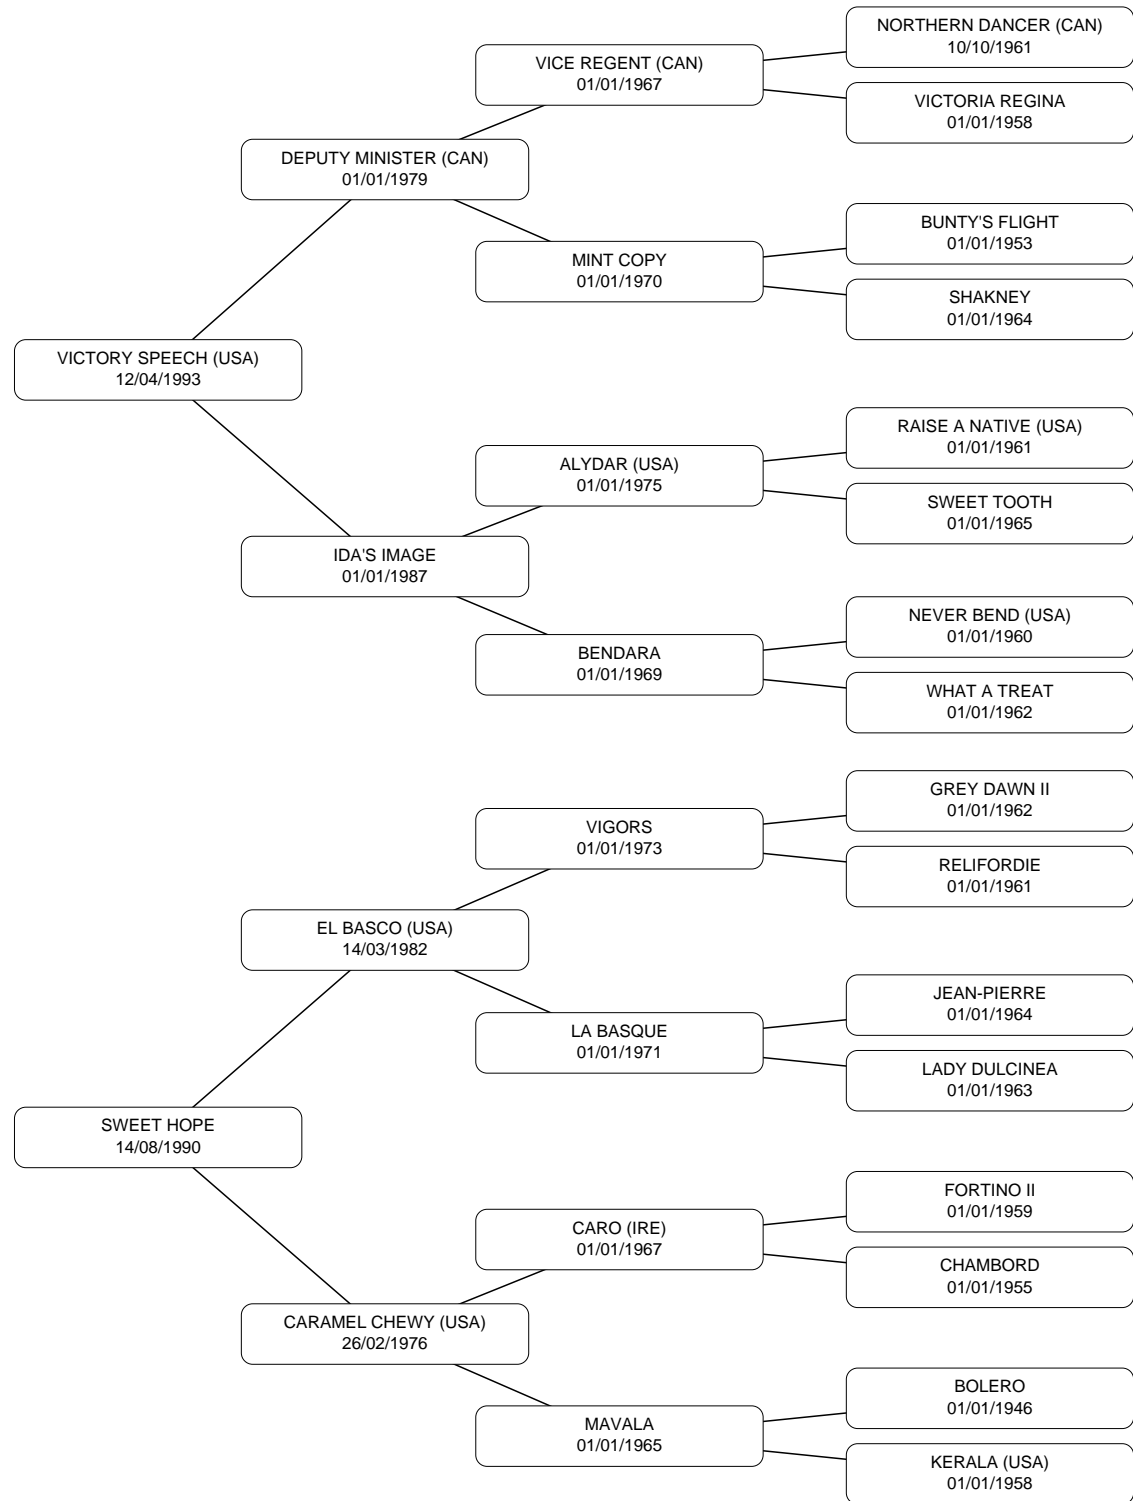 NORTHERN DANCER (CAN)
10/10/1961
VICE REGENT (CAN)
01/01/1967
VICTORIA REGINA
01/01/1958
DEPUTY MINISTER (CAN)
01/01/1979
BUNTY'S FLIGHT
01/01/1953
MINT COPY
01/01/1970
SHAKNEY
01/01/1964
VICTORY SPEECH (USA)
12/04/1993
RAISE A NATIVE (USA)
01/01/1961
ALYDAR (USA)
01/01/1975
SWEET TOOTH
01/01/1965
IDA'S IMAGE
01/01/1987
NEVER BEND (USA)
01/01/1960
BENDARA
01/01/1969
WHAT A TREAT
01/01/1962
GREY DAWN II
01/01/1962
VIGORS
01/01/1973
RELIFORDIE
01/01/1961
EL BASCO (USA)
14/03/1982
JEAN-PIERRE
01/01/1964
LA BASQUE
01/01/1971
LADY DULCINEA
01/01/1963
SWEET HOPE
14/08/1990
FORTINO II
01/01/1959
CARO (IRE)
01/01/1967
CHAMBORD
01/01/1955
CARAMEL CHEWY (USA)
26/02/1976
BOLERO
01/01/1946
MAVALA
01/01/1965
KERALA (USA)
01/01/1958